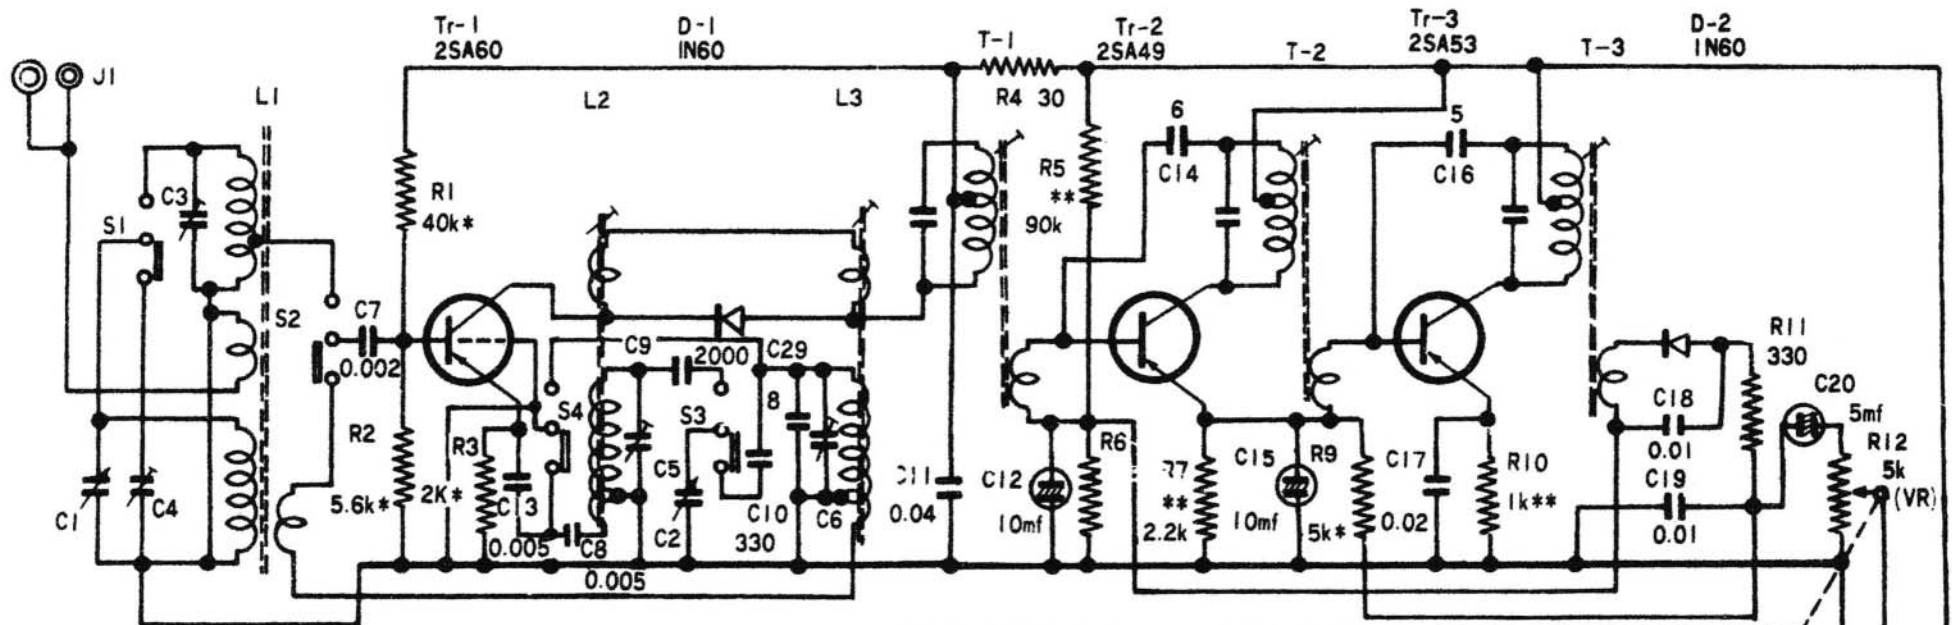 Tr-1
2SA60
D-1
1N60
T-1
Tr-2
2SA49
T-2
Tr-3
2SA53
T-3
D-2
1N60
J1
L1
L2
L3
R4 30
6
C14
5
C16
C3
S1
R1
40k*
R5
**
90k
S2
C7
0.002
C9
2000
C29
R11
330
C20
5mf
R12
5k
(VR)
8
S4
S3
R2
5.6k*
R3
2K*
C13
0.005
C8
0.005
C5
C2
C10
330
C6
C11
0.04
C12
10mf
R6
**
2.2k
C15
10mf
R9
5k*
C17
0.02
R10
1k**
C18
0.01
C19
0.01
C1
C4